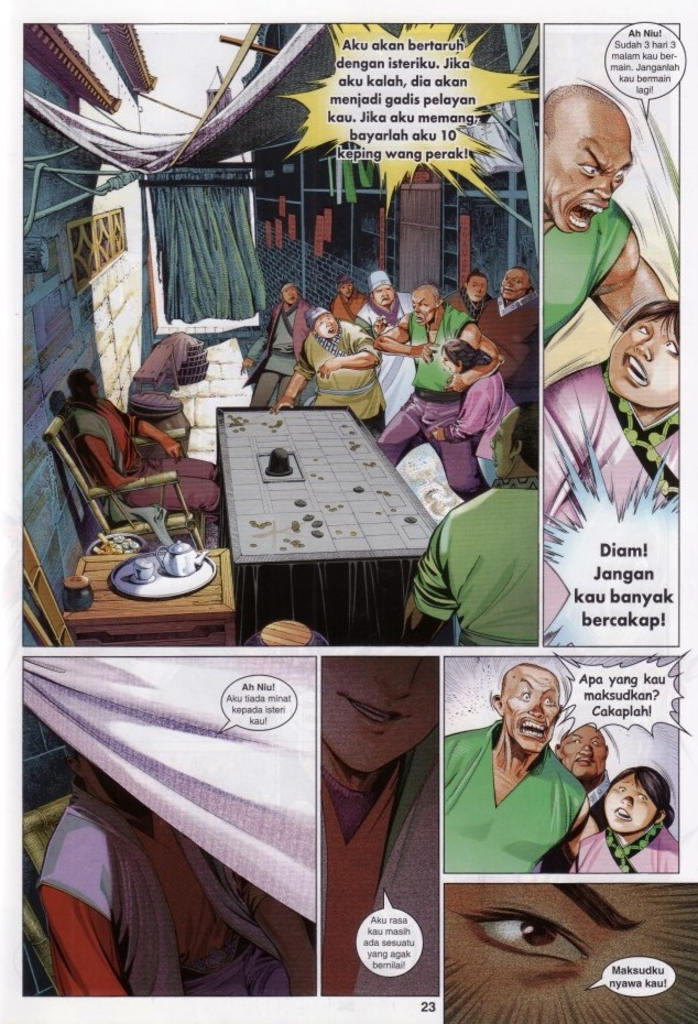 Aku akan bertaruh
dengan isteriku. Jika
aku kalah, dia akan
menjadi gadis pelayan
kau. Jika aku memang,
bayarlah aku 10
keping wang perak!
Ah Niu!
Sudah 3 hari 3
malam kau ber-
main. Janganlah
kau bermain
lagi!
Diam!
Jangan
kau banyak
bercakap!
Ah Niu!
Aku tiada minat
kepada isteri
kau!
Aku rasa
kau masih
ada sesuatu
yang agak
bernilai!
Apa yang kau
maksudkan?
Cakaplah!
Maksudku
nyawa kau!
23